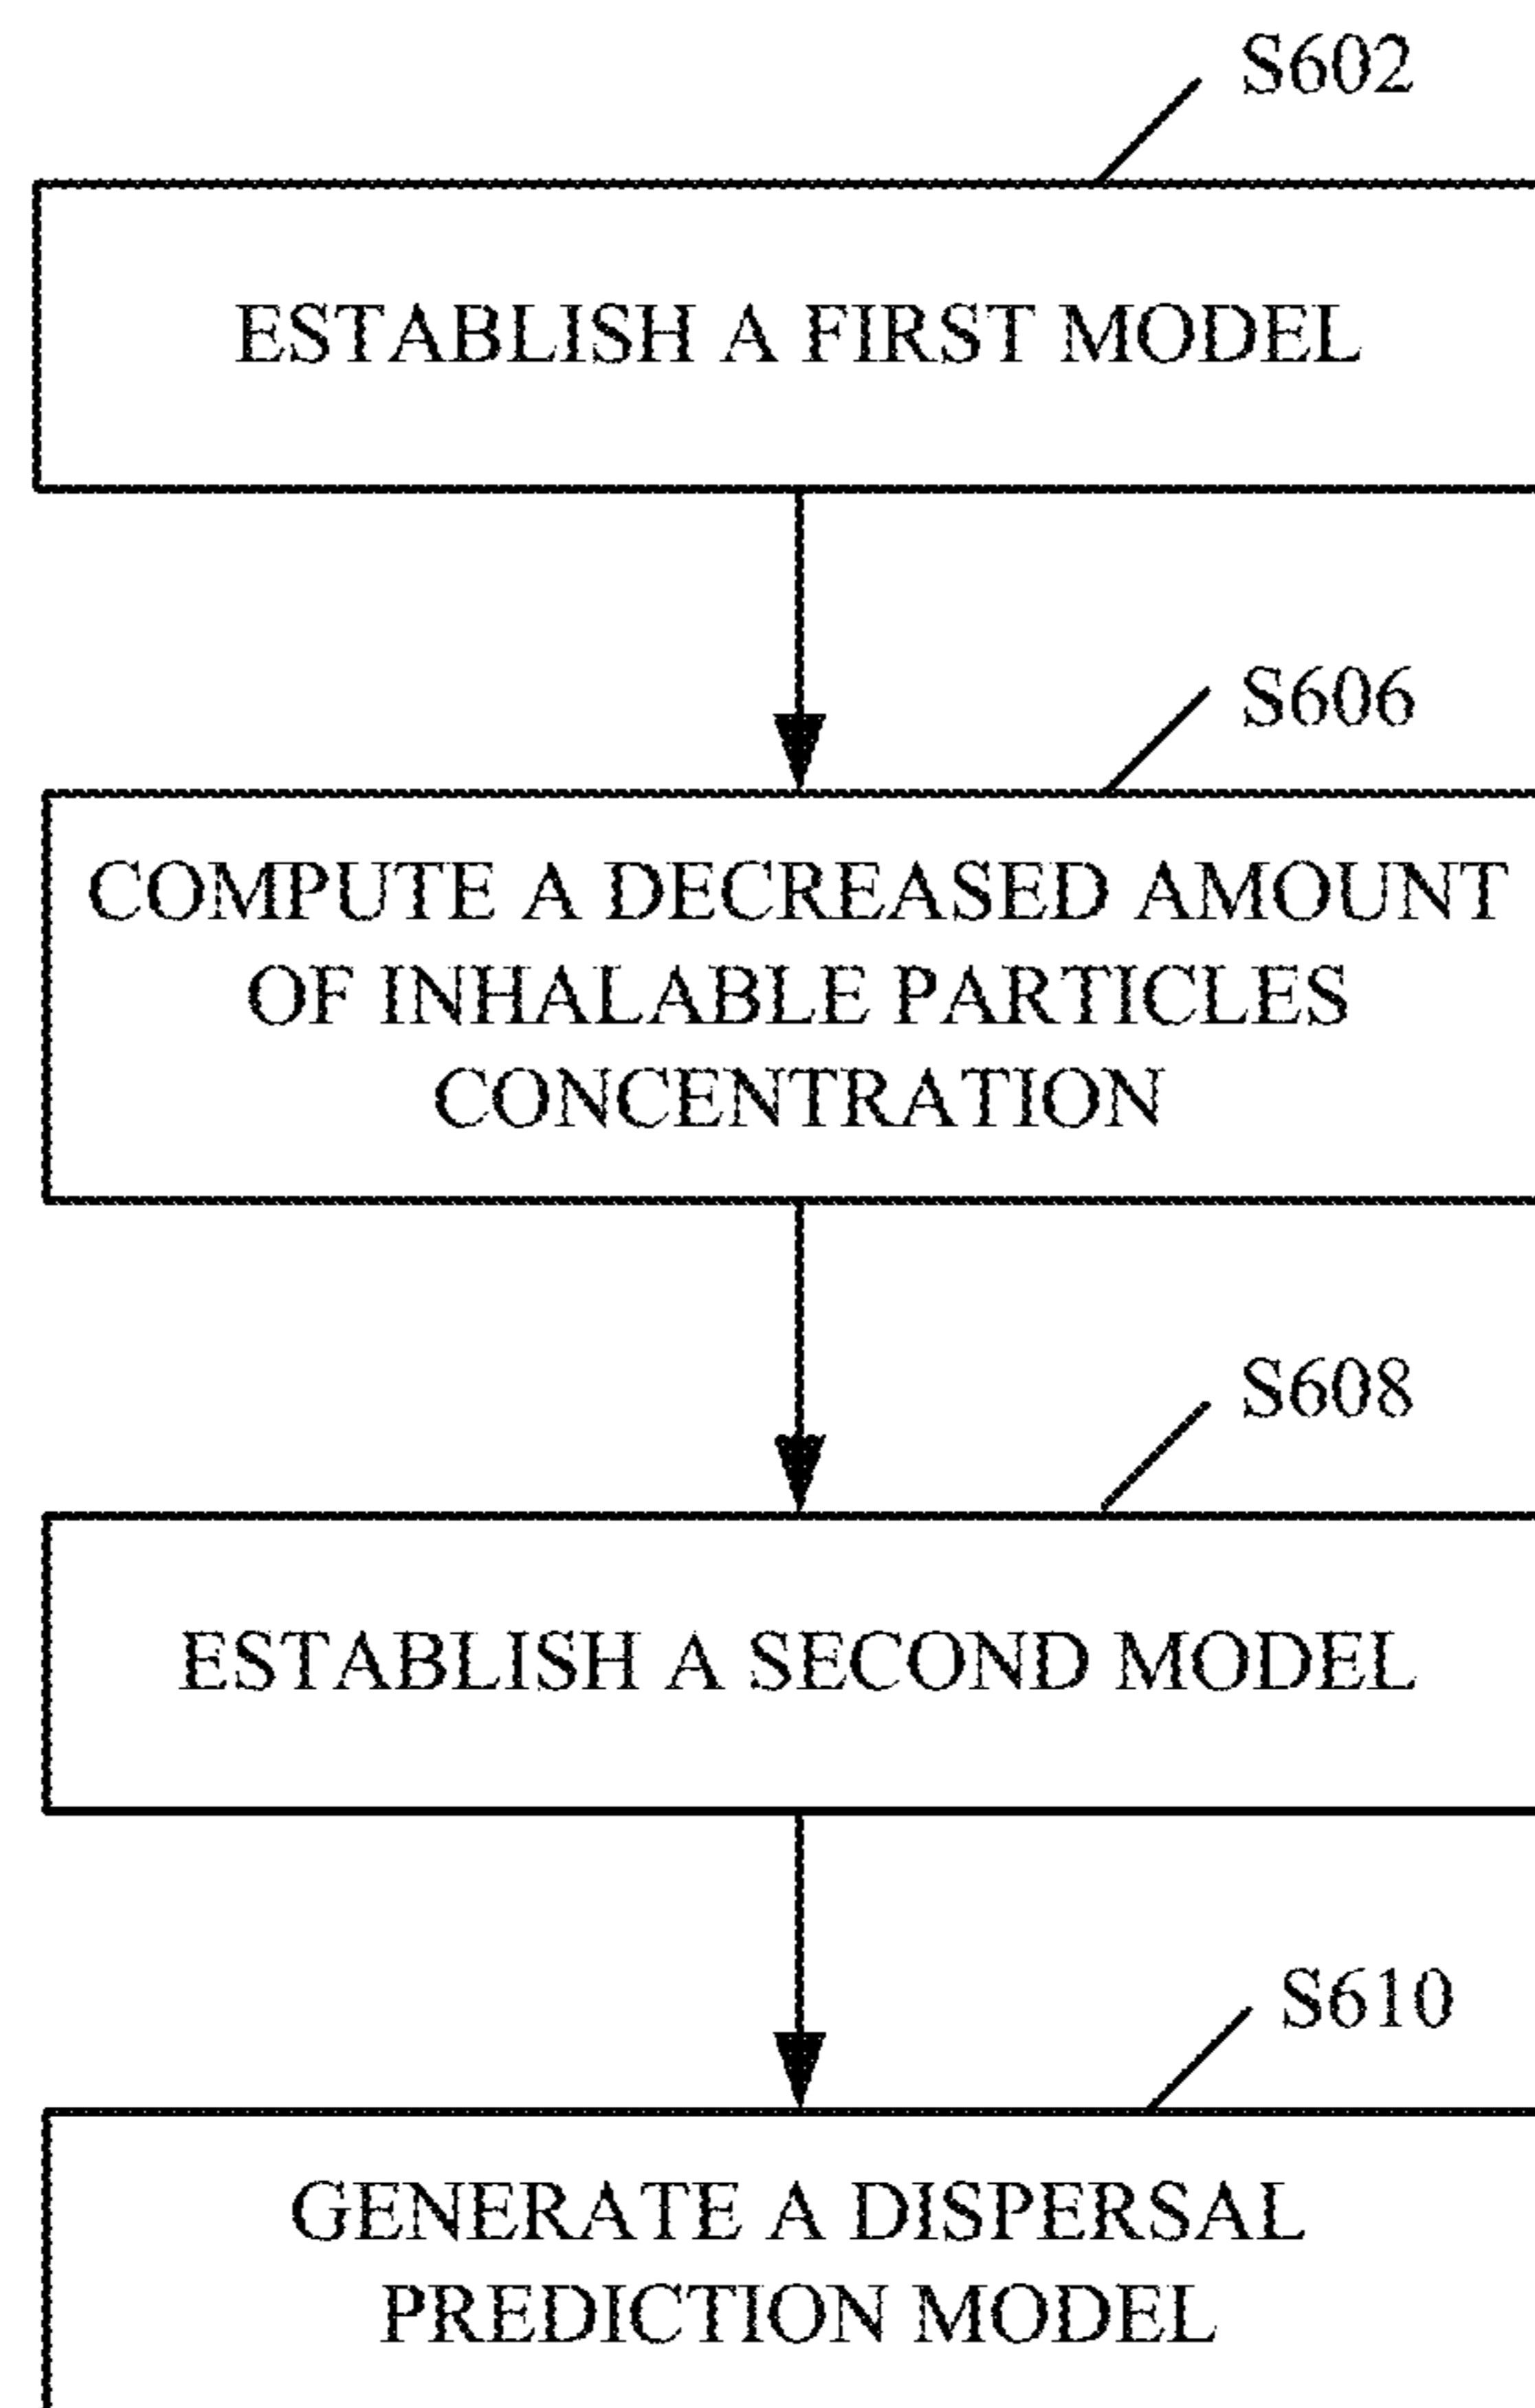 S602
ESTABLISH A FIRST MODEL
S606
COMPUTE A DECREASED AMOUNT
OF INHALABLE PARTICLES
CONCENTRATION
S608
ESTABLISH A SECOND MODEL
S610
GENERATE A DISPERSAL
PREDICTION MODEL